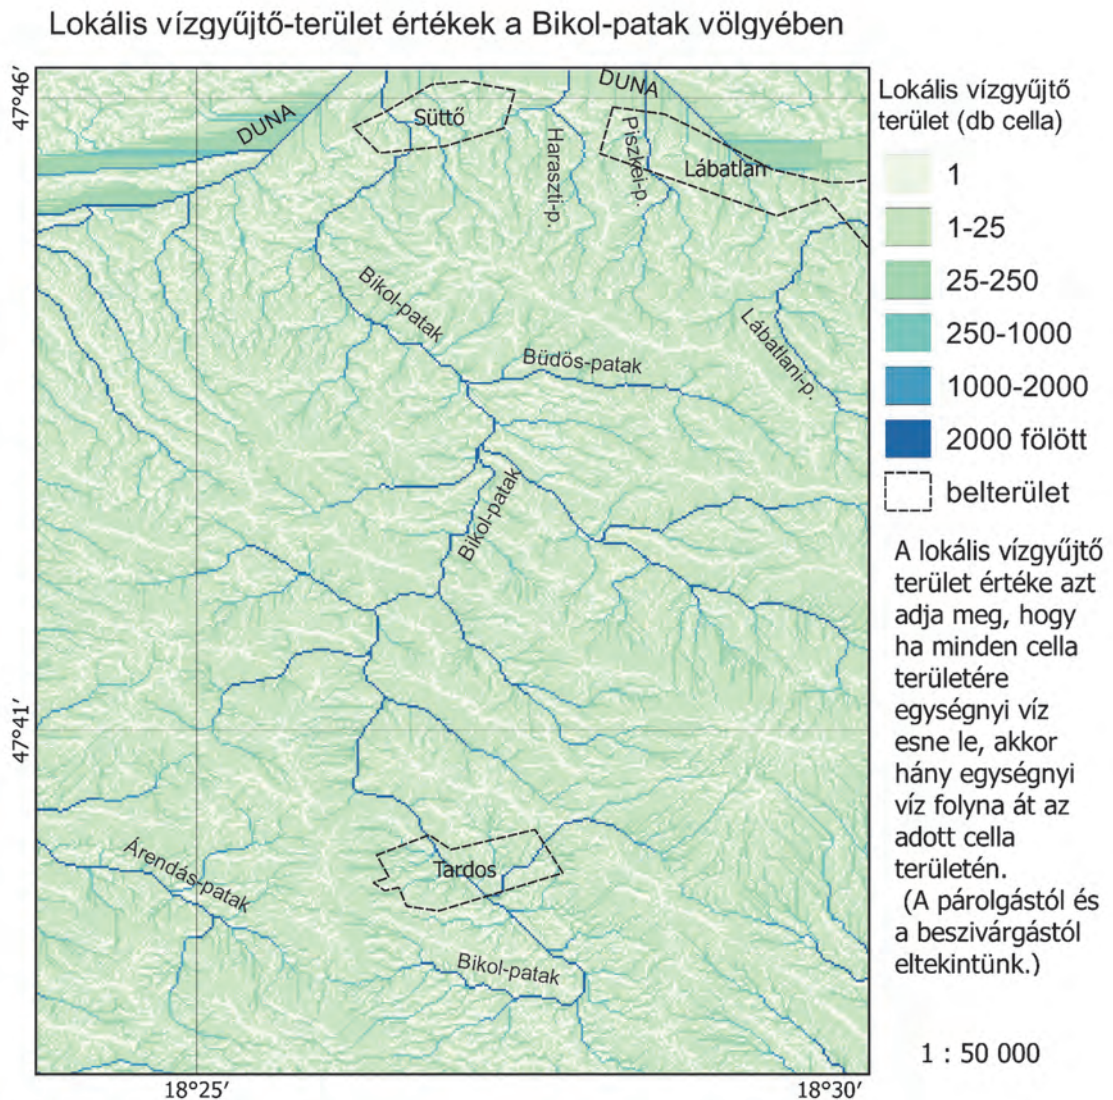 Lokális vízgyűjtő-terület értékek a Bikol-patak völgyében
47°46′
DUNA
Süttő
DUNA
Haraszti-p.
Piszkei-p.
Lábatlan
Bikol-patak
Büdös-patak
Lábatlani-p.
Bikol-patak
47°41′
Árendás-patak
Tardos
Bikol-patak
18°25′
18°30′
Lokális vízgyűjtő
terület (db cella)
1
1-25
25-250
250-1000
1000-2000
2000 fölött
belterület
A lokális vízgyűjtő
terület értéke azt
adja meg, hogy
ha minden cella
területére
egységnyi víz
esne le, akkor
hány egységnyi
víz folyna át az
adott cella
területén.
(A párolgástól és
a beszivárgástól
eltekintünk.)
1 : 50 000